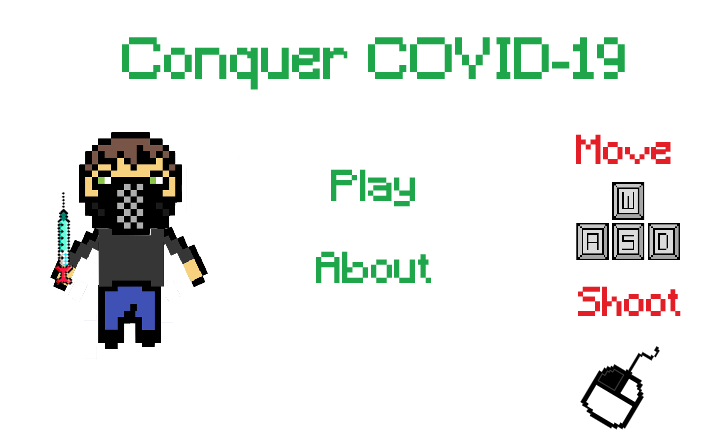 Conquer COVID-19
Play
About
Move
W
A S D
Shoot